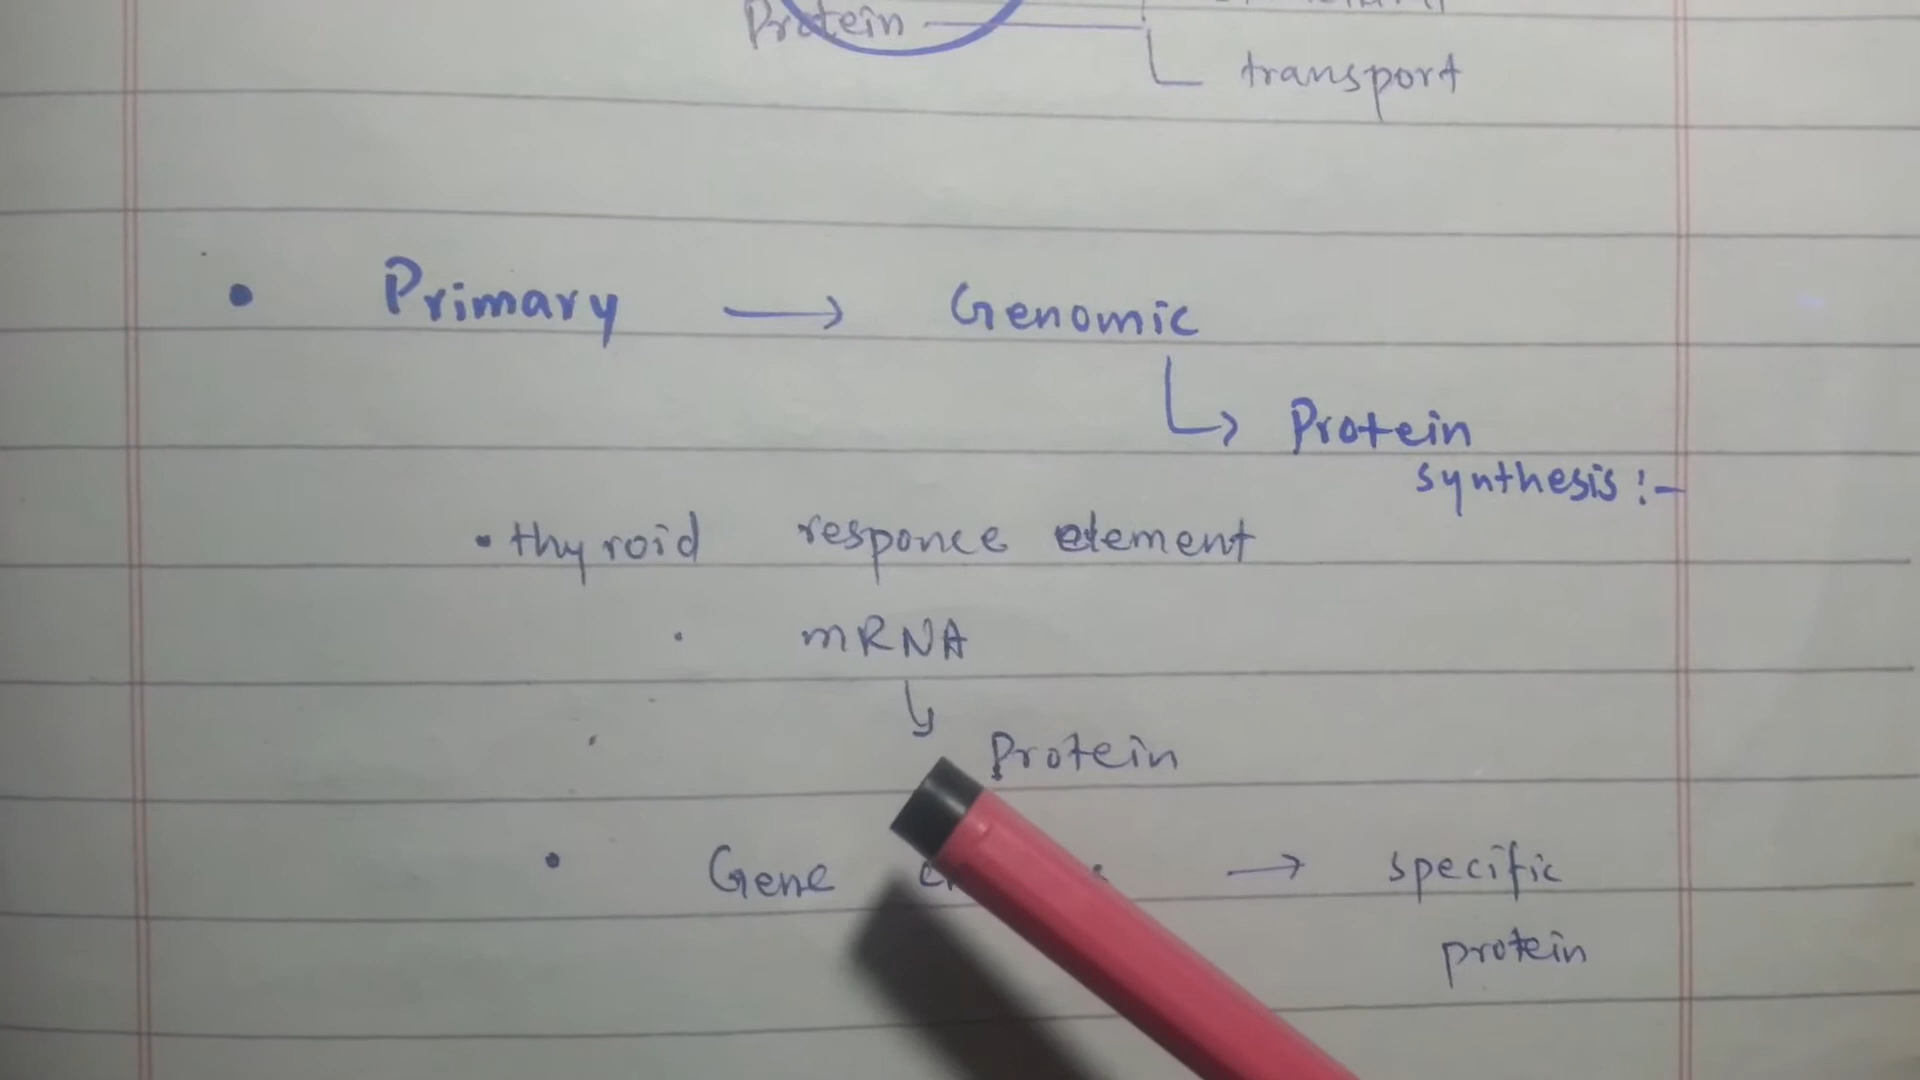 Protein
transport
• Primary → Genomic
↳ Protein
synthesis :-
• thyroid responce element
• mRNA
↳ Protein
• Gene → specific
protein